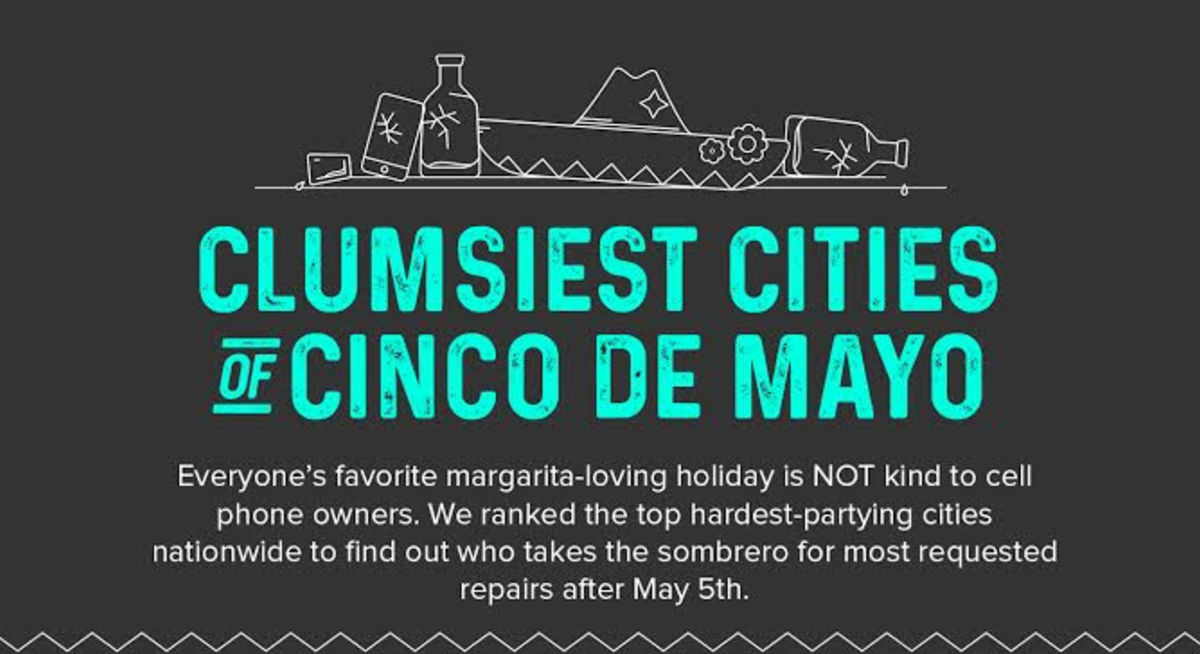 CLUMSIEST CITIES
OF CINCO DE MAYO
Everyone’s favorite margarita-loving holiday is NOT kind to cell
phone owners. We ranked the top hardest-partying cities
nationwide to find out who takes the sombrero for most requested
repairs after May 5th.